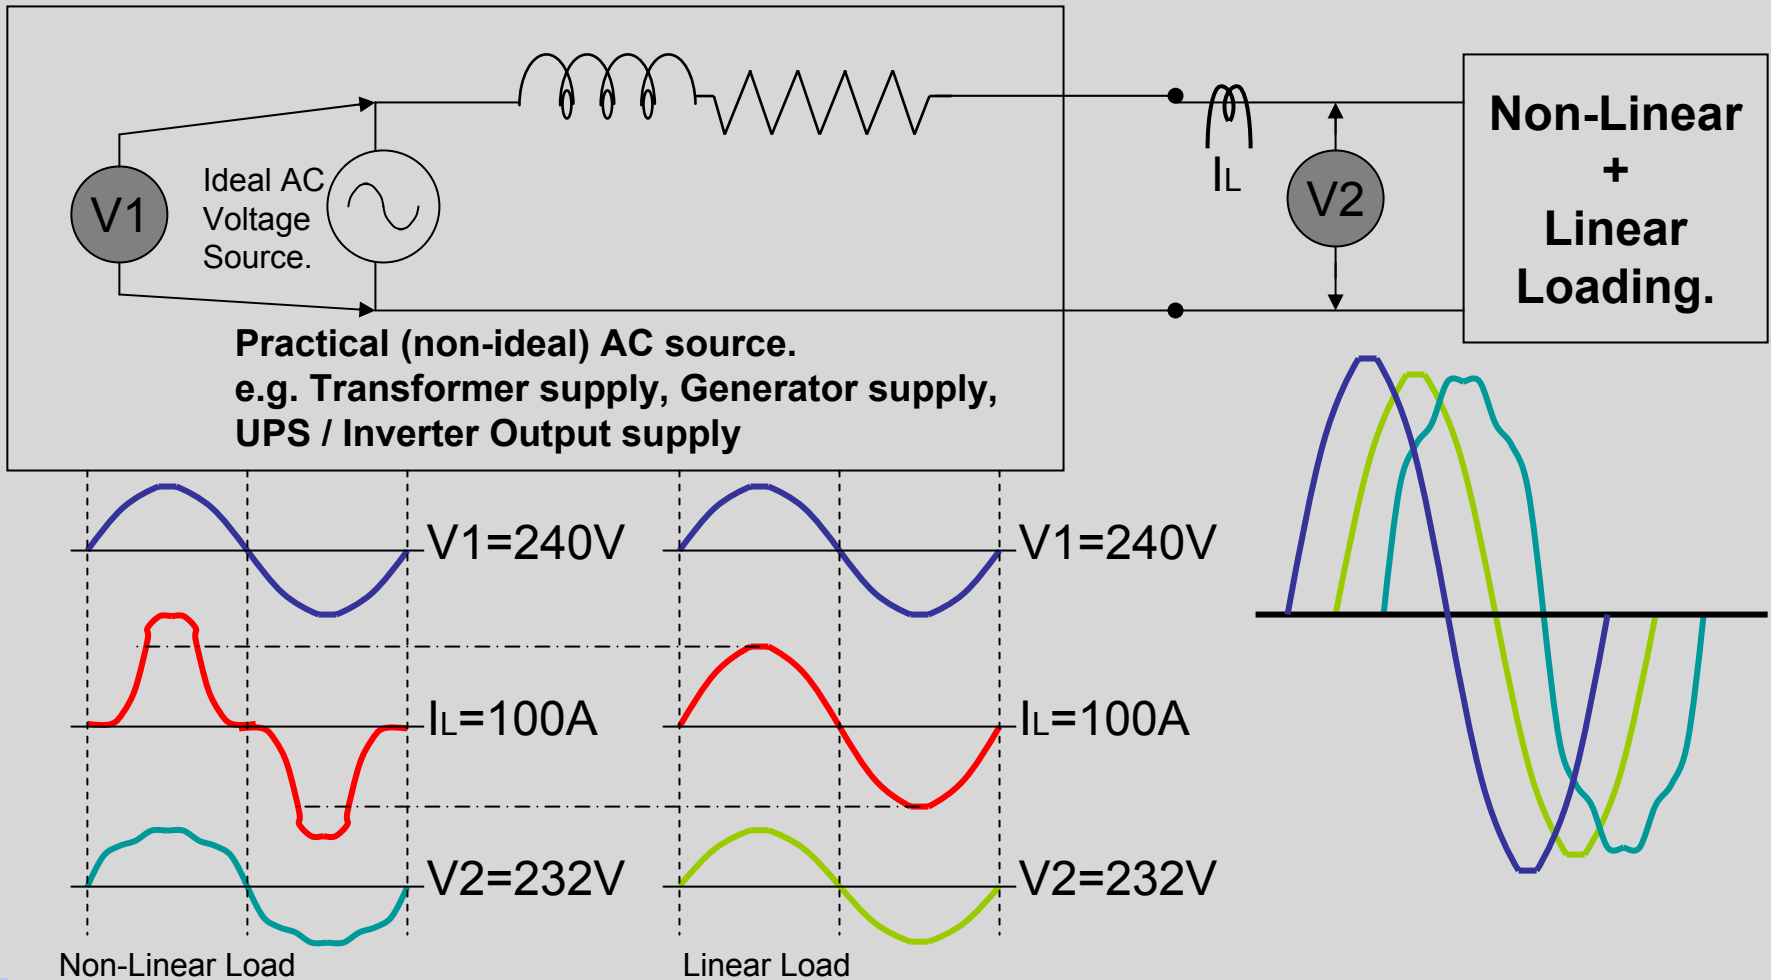 V1
Ideal AC
Voltage
Source.
IL
V2
Non-Linear
+
Linear
Loading.
Practical (non-ideal) AC source.
e.g. Transformer supply, Generator supply,
UPS / Inverter Output supply
V1=240V
V1=240V
IL=100A
IL=100A
V2=232V
V2=232V
Non-Linear Load
Linear Load